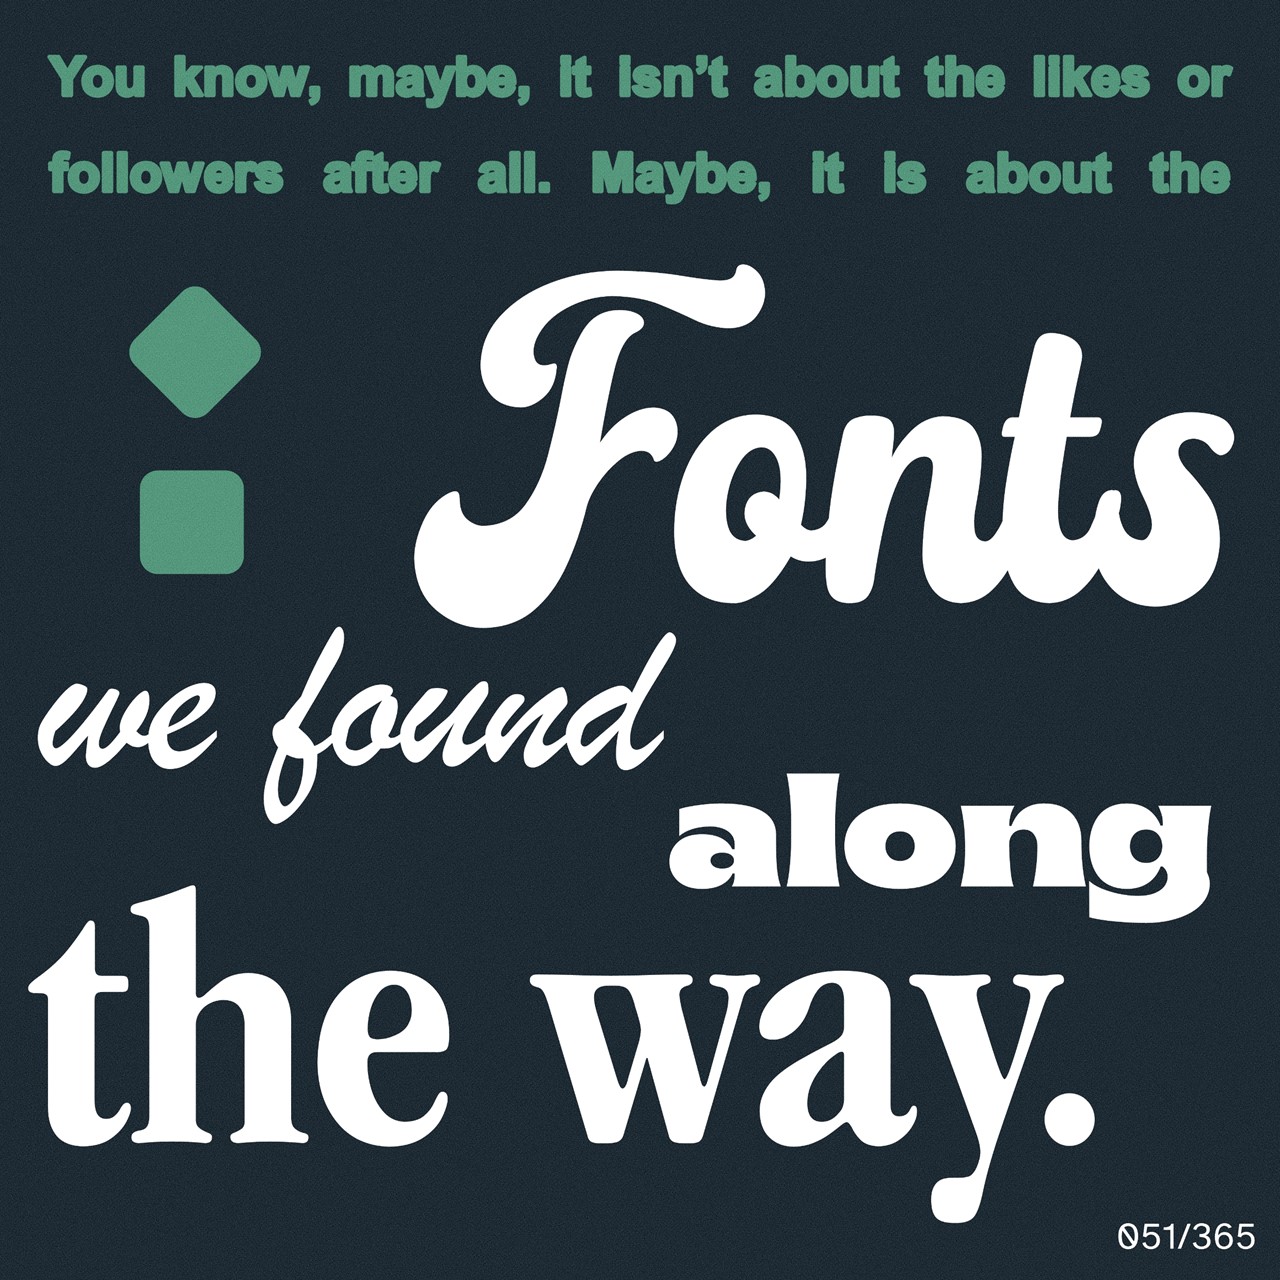 You know, maybe, it isn’t about the likes or
followers after all. Maybe, it is about the
Fonts
we found
along
the way.
051/365